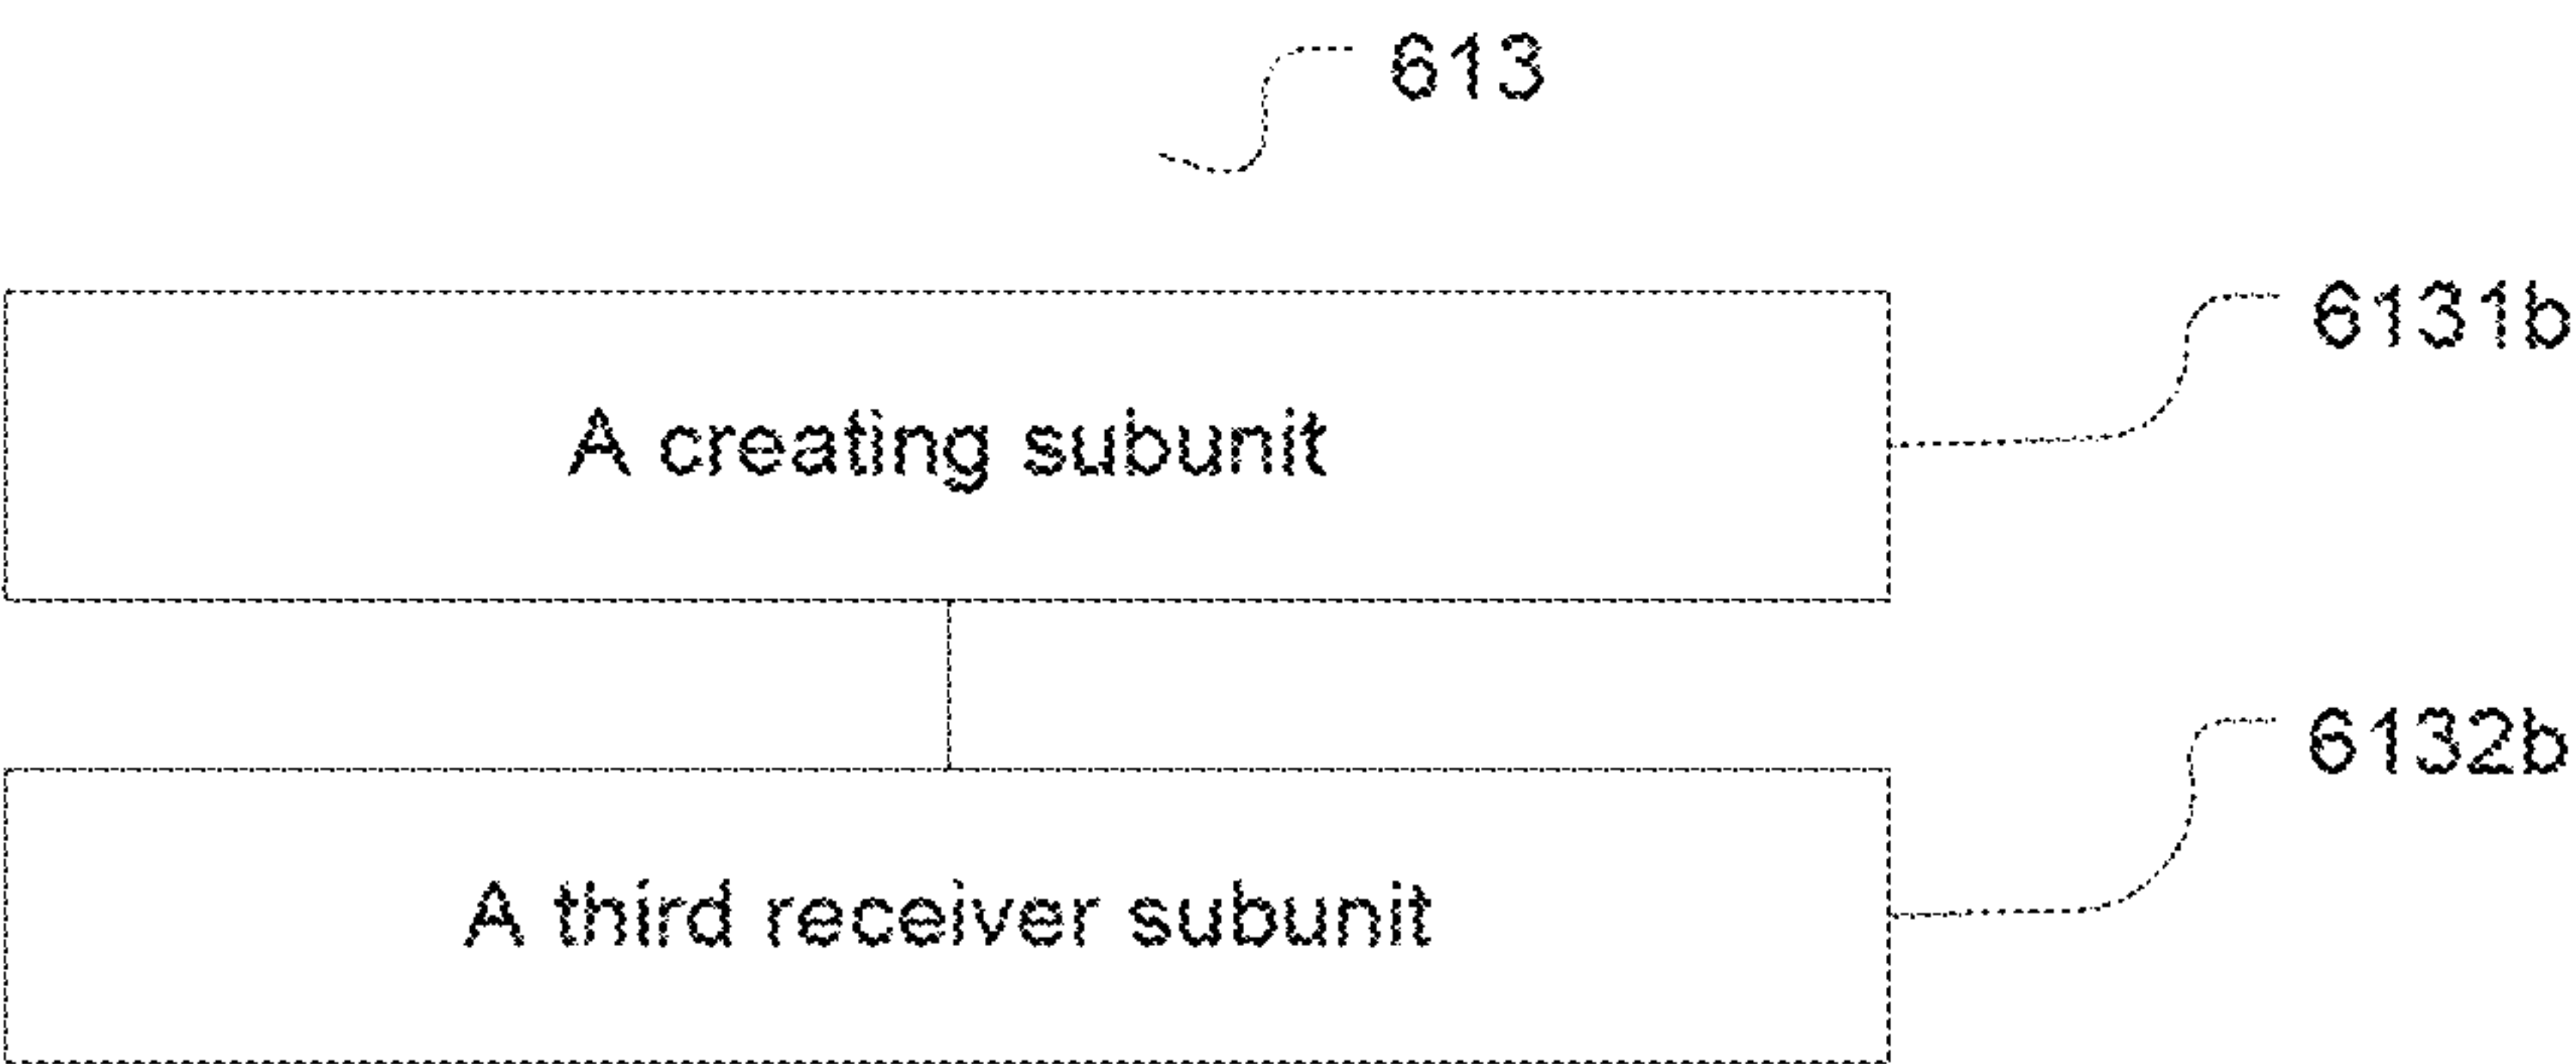 613
6131b
A creating subunit
6132b
A third receiver subunit